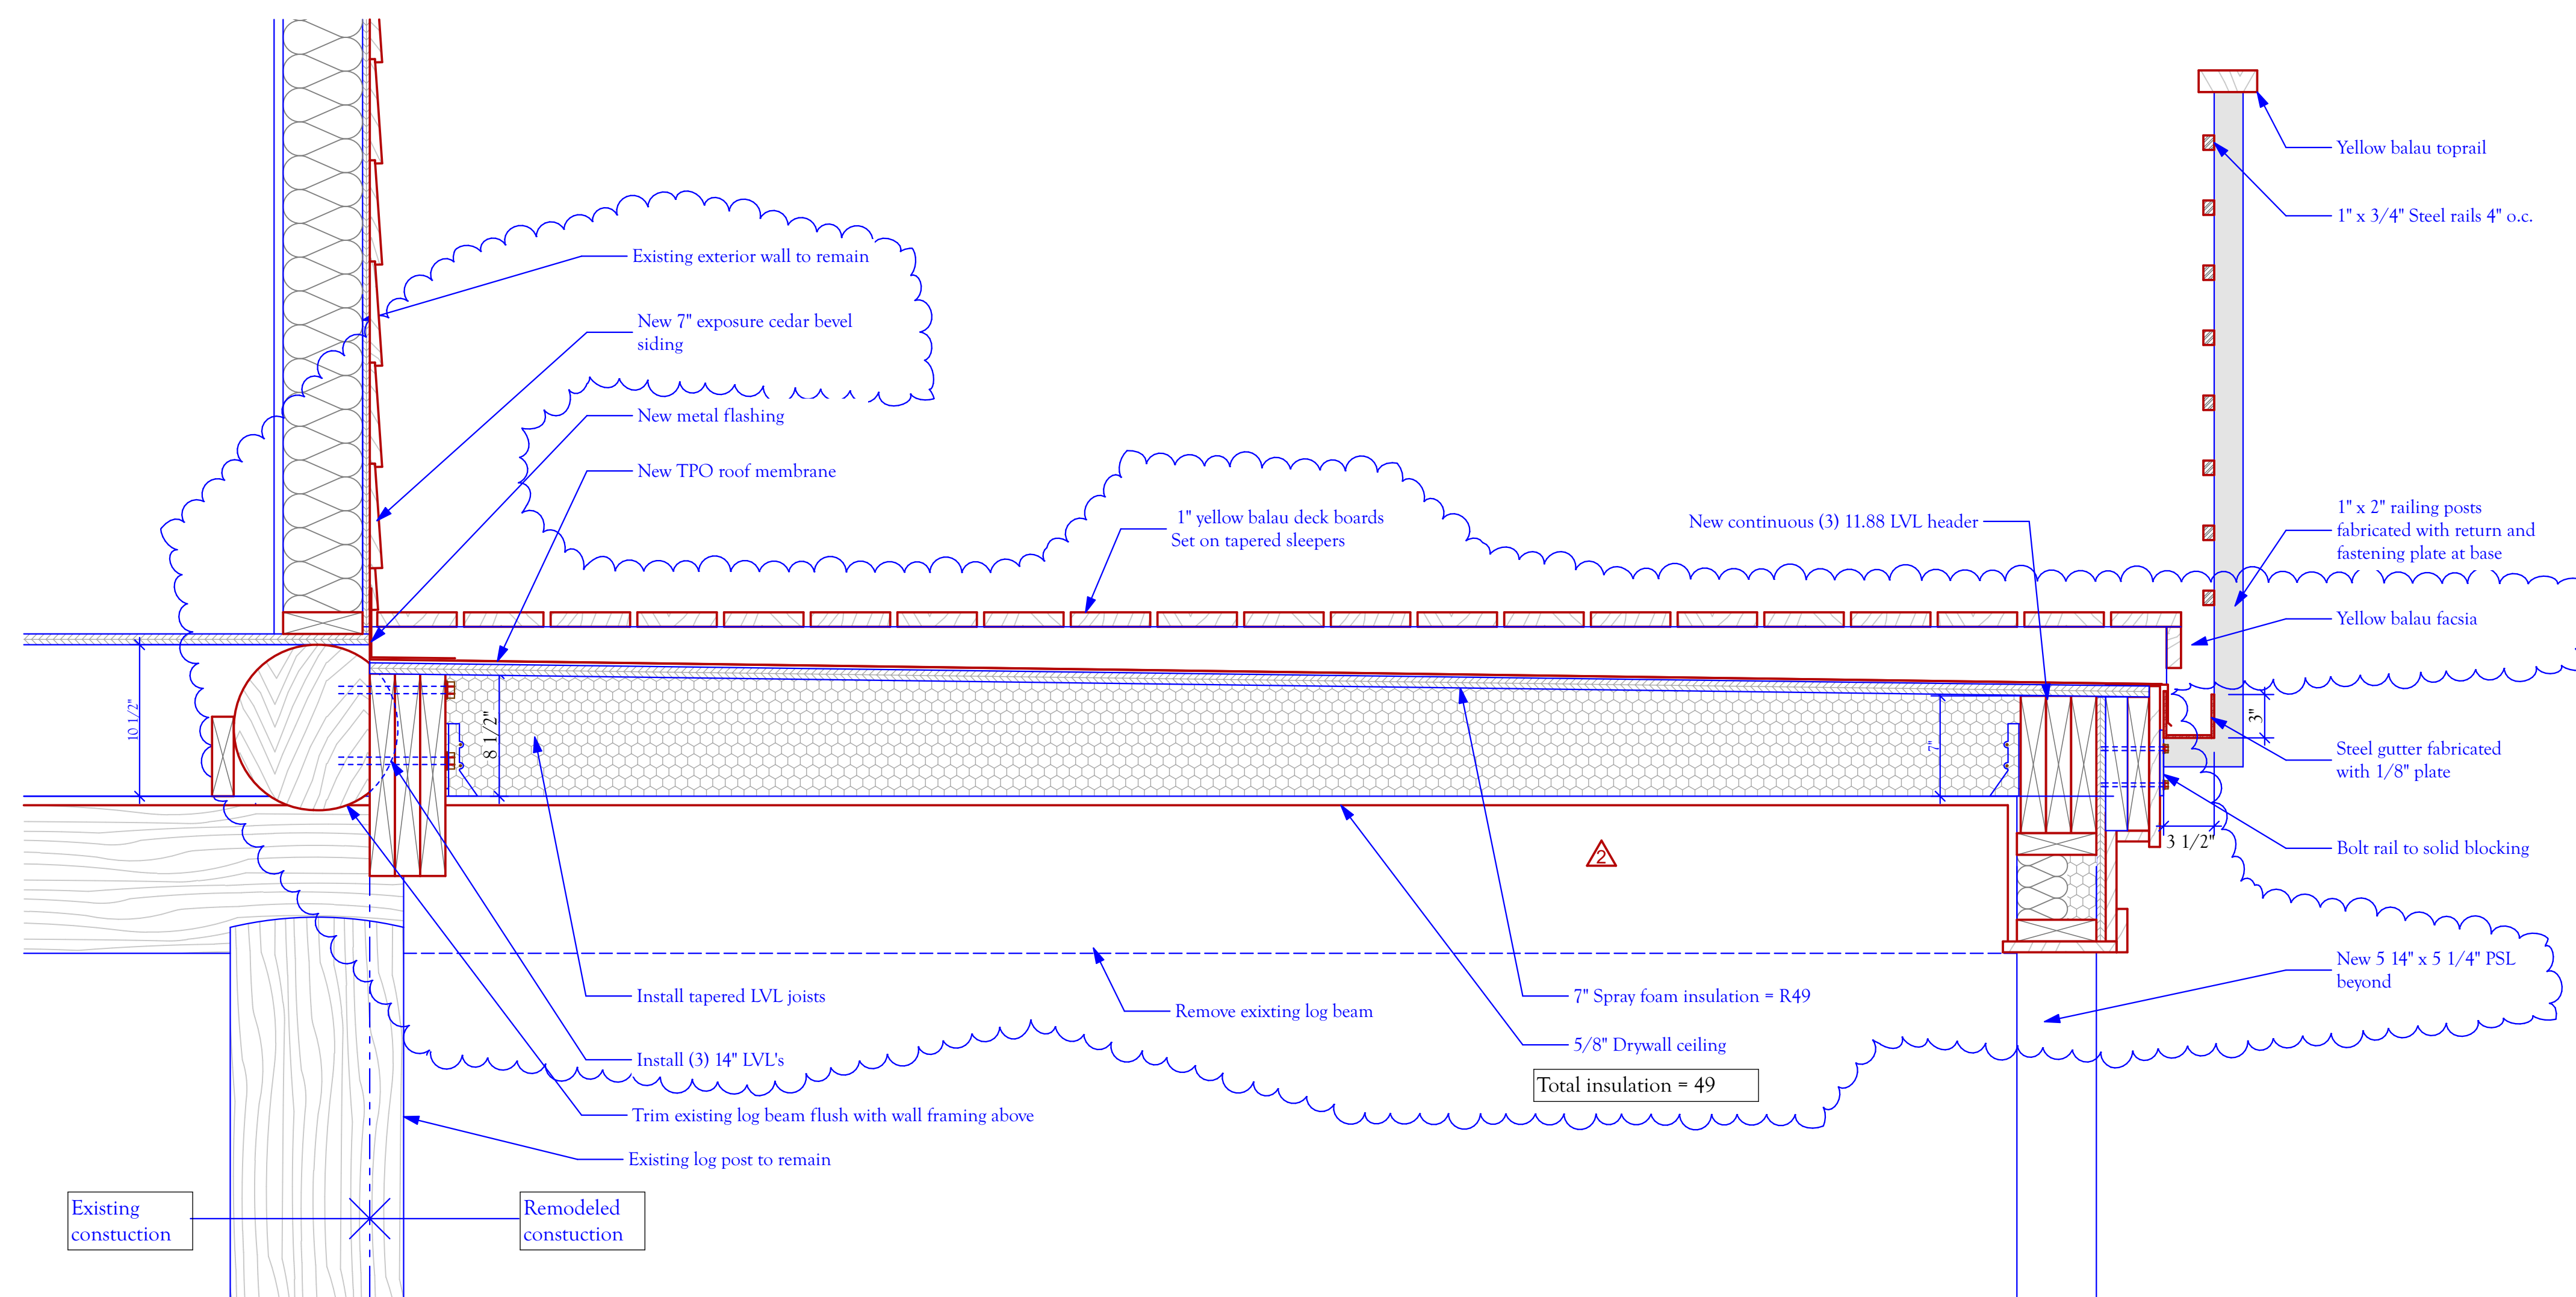 Yellow balau toprail
1" x 3/4" Steel rails 4" o.c.
Existing exterior wall to remain
New 7" exposure cedar bevel
siding
New metal flashing
New TPO roof membrane
1" yellow balau deck boards
Set on tapered sleepers
New continuous (3) 11.88 LVL header
1" x 2" railing posts
fabricated with return and
fastening plate at base
Yellow balau facsia
10 1/2"
8 1/2"
7"
3"
Steel gutter fabricated
with 1/8" plate
3 1/2"
Bolt rail to solid blocking
2
New 5 14" x 5 1/4" PSL
beyond
Install tapered LVL joists
Remove exixting log beam
7" Spray foam insulation = R49
5/8" Drywall ceiling
Install (3) 14" LVL's
Total insulation = 49
Trim existing log beam flush with wall framing above
Existing log post to remain
Existing
constuction
Remodeled
constuction